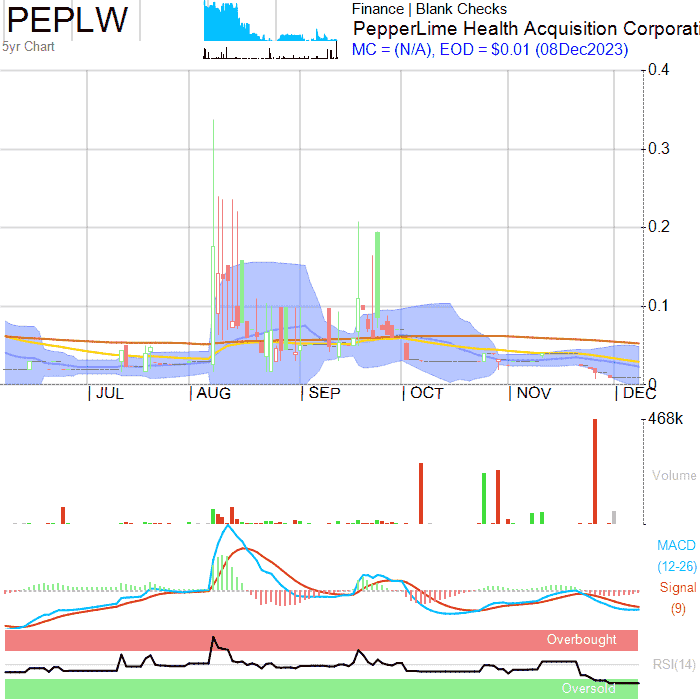 PEPLW
5yr Chart
Finance | Blank Checks
PepperLime Health Acquisition Corporati
MC = (N/A), EOD = $0.01 (08Dec2023)
0.4
0.3
0.2
0.1
0
JUL AUG SEP OCT NOV DEC
468k
Volume
MACD
(12-26)
Signal
(9)
Overbought
RSI(14)
Oversold